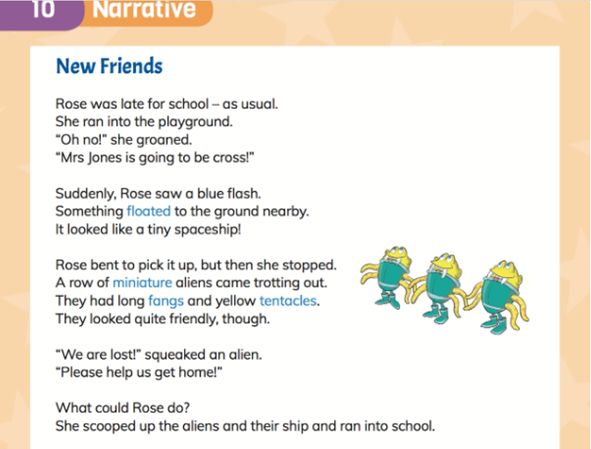 10 Narrative
New Friends
Rose was late for school – as usual.
She ran into the playground.
“Oh no!” she groaned.
“Mrs Jones is going to be cross!”
Suddenly, Rose saw a blue flash.
Something floated to the ground nearby.
It looked like a tiny spaceship!
Rose bent to pick it up, but then she stopped.
A row of miniature aliens came trotting out.
They had long fangs and yellow tentacles.
They looked quite friendly, though.
“We are lost!” squeaked an alien.
“Please help us get home!”
What could Rose do?
She scooped up the aliens and their ship and ran into school.